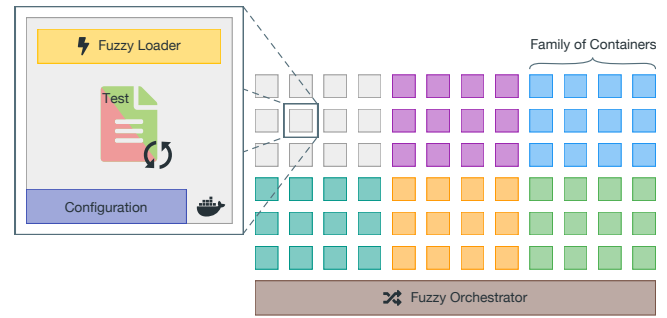 Fuzzy Loader
Family of Containers
Test
Configuration
Fuzzy Orchestrator